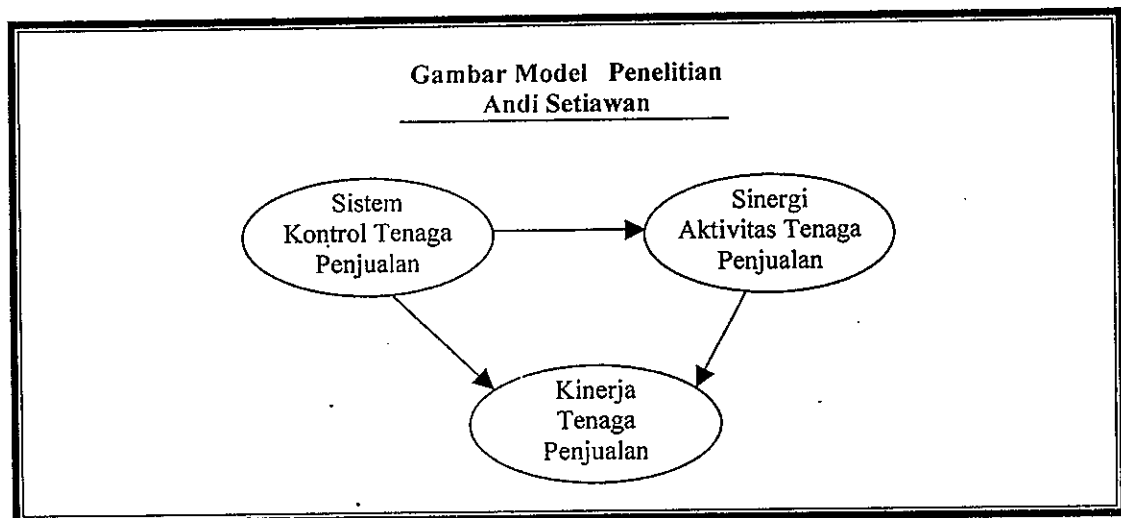 Gambar Model Penelitian
Andi Setiawan
Sistem
Kontrol Tenaga
Penjualan
Sinergi
Aktivitas Tenaga
Penjualan
Kinerja
Tenaga
Penjualan